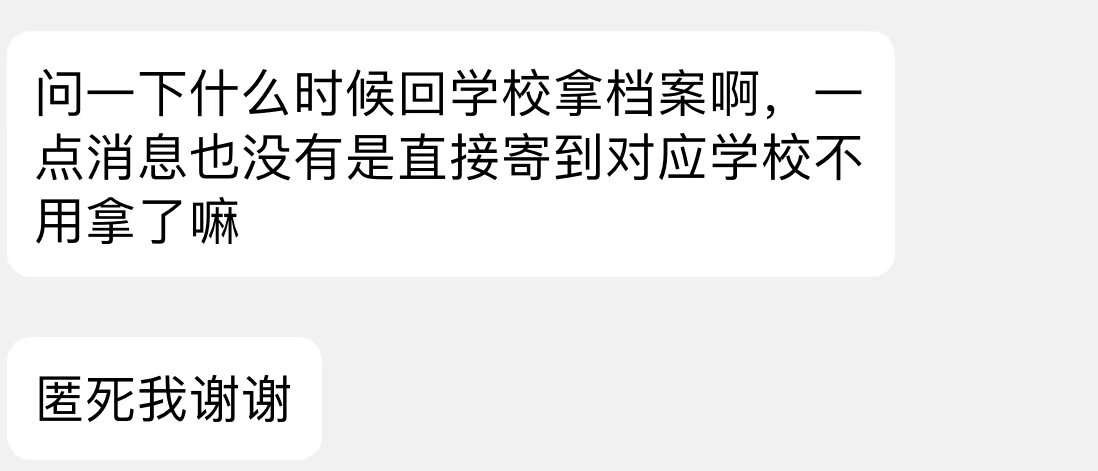 问一下什么时候回学校拿档案啊，一
点消息也没有是直接寄到对应学校不
用拿了嘛
匿死我谢谢